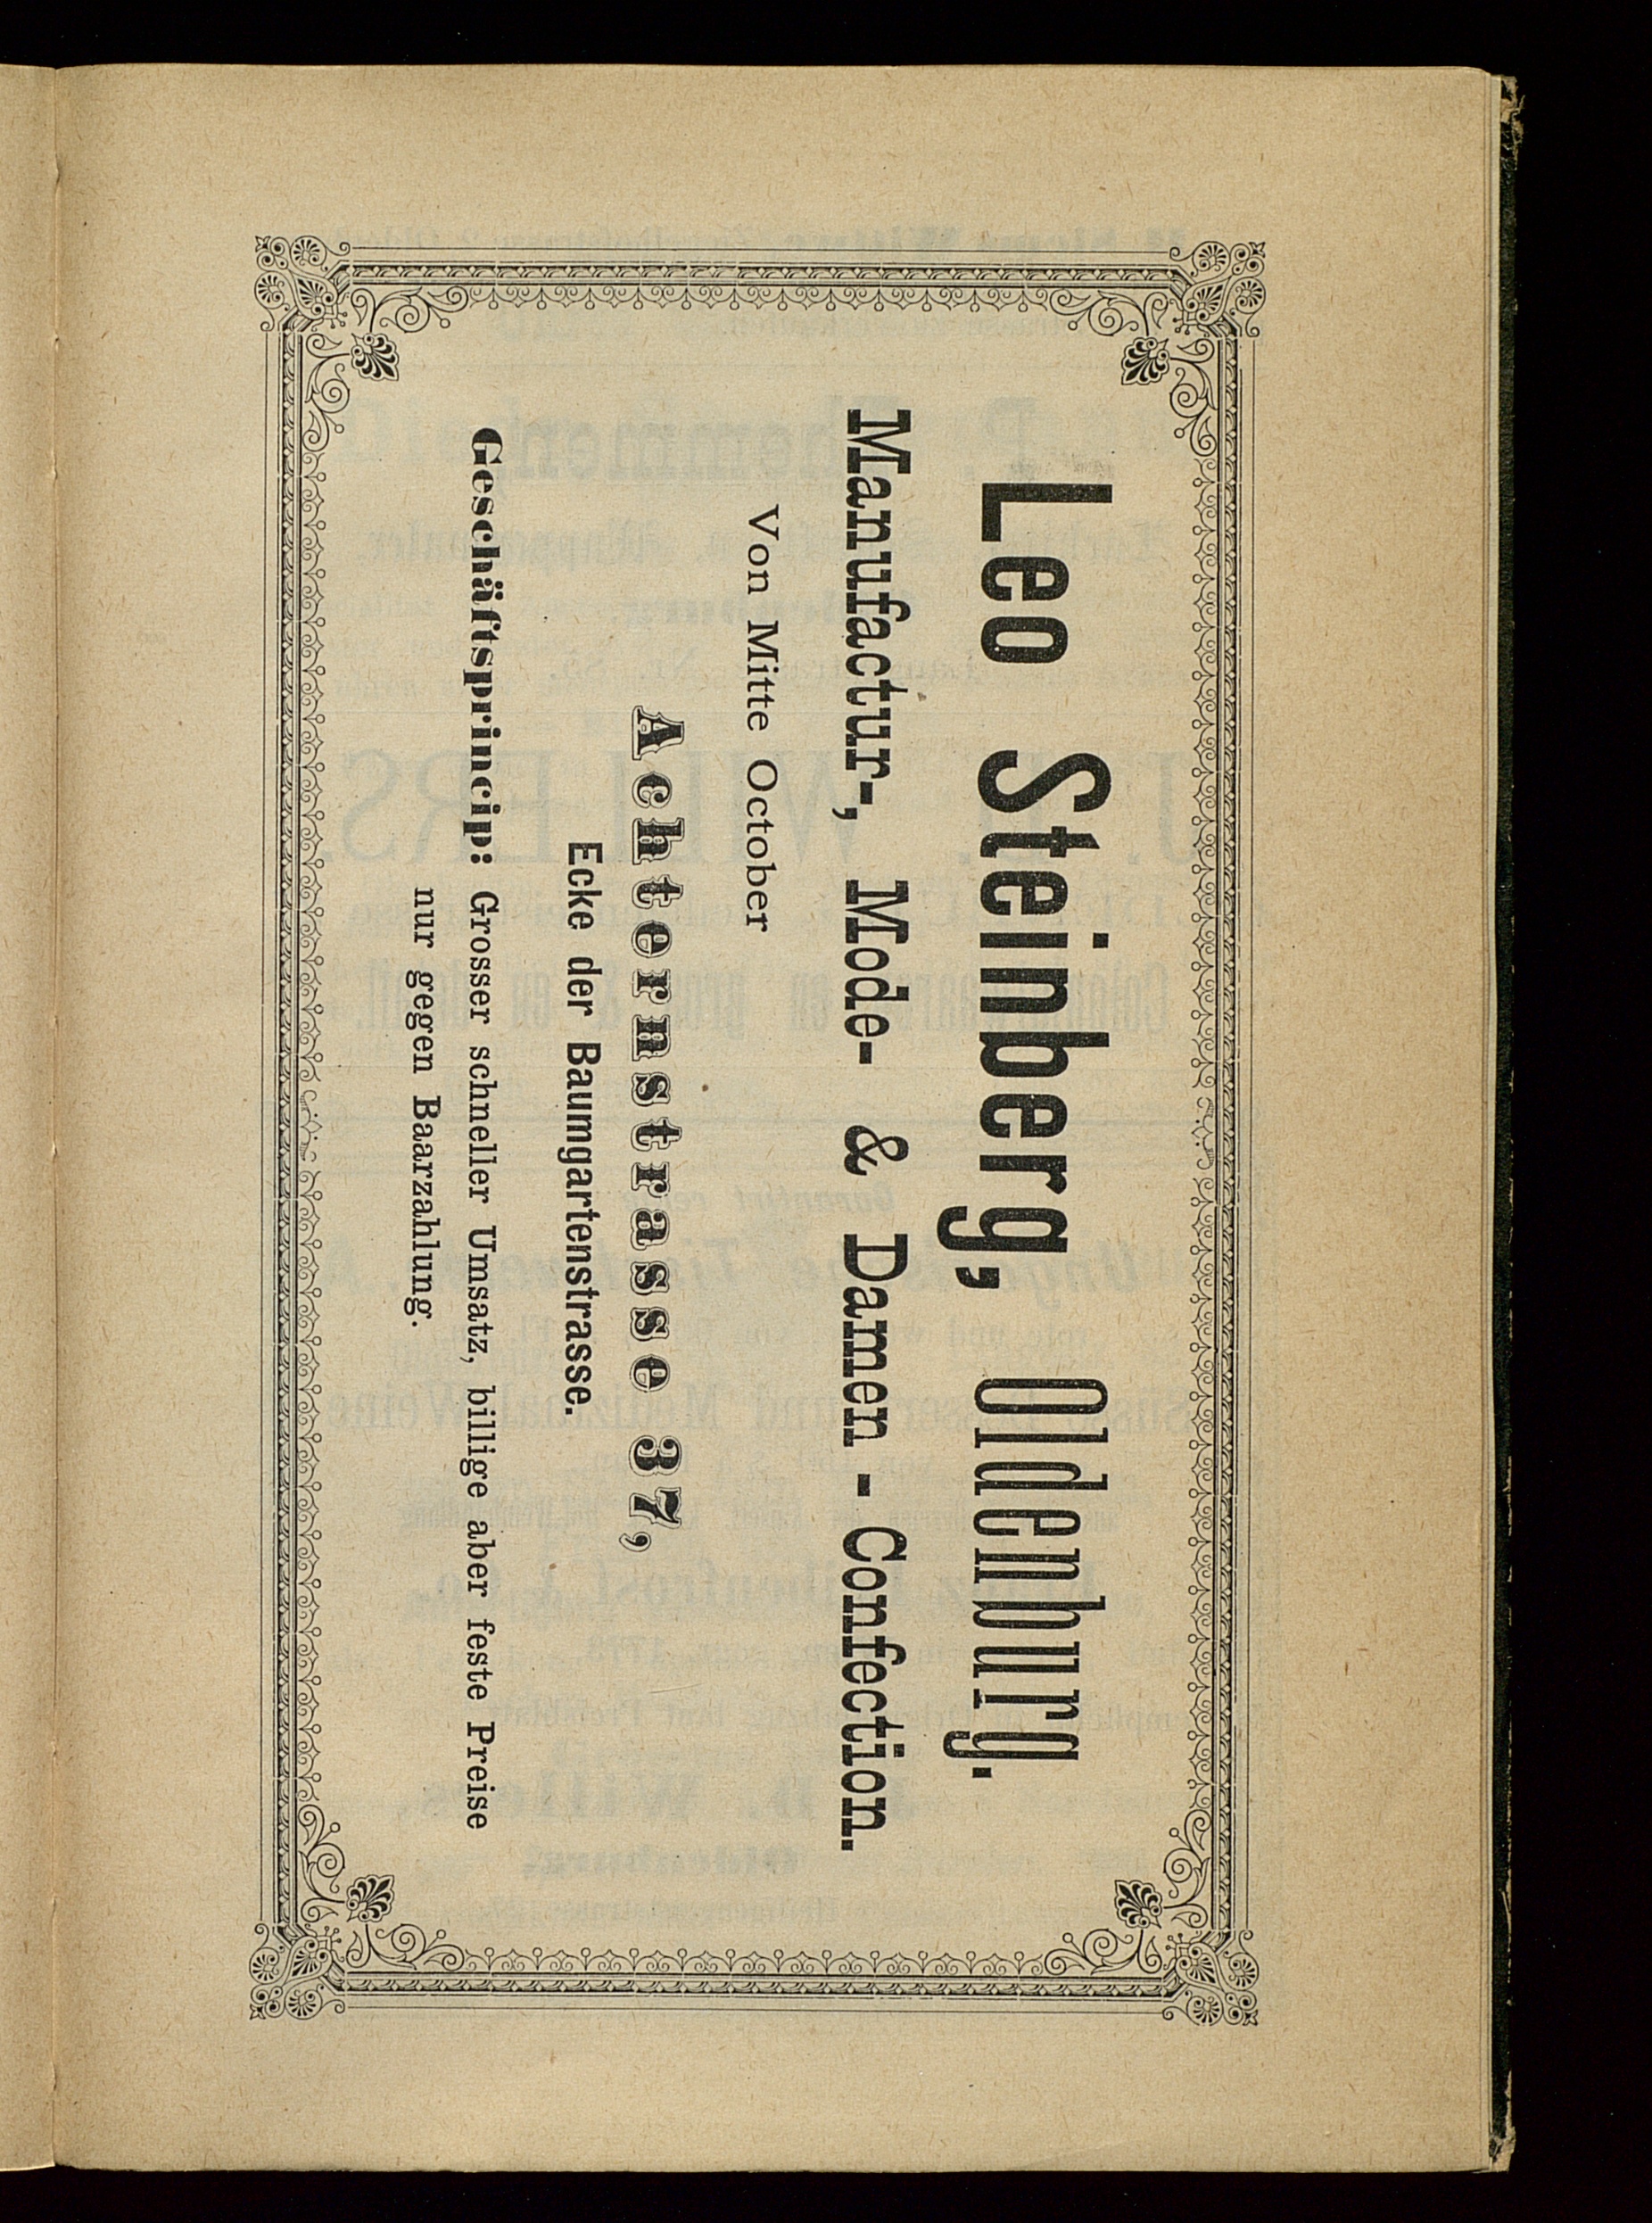 Leo Steinberg, Oldenburg.
Manufactur-, Mode- & Damen - Confection.
Von Mitte October
Achternstrasse 37,
Ecke der Baumgartenstrasse.
Geschäftsprincip: Grosser schneller Umsatz, billige aber feste Preise
nur gegen Baarzahlung.